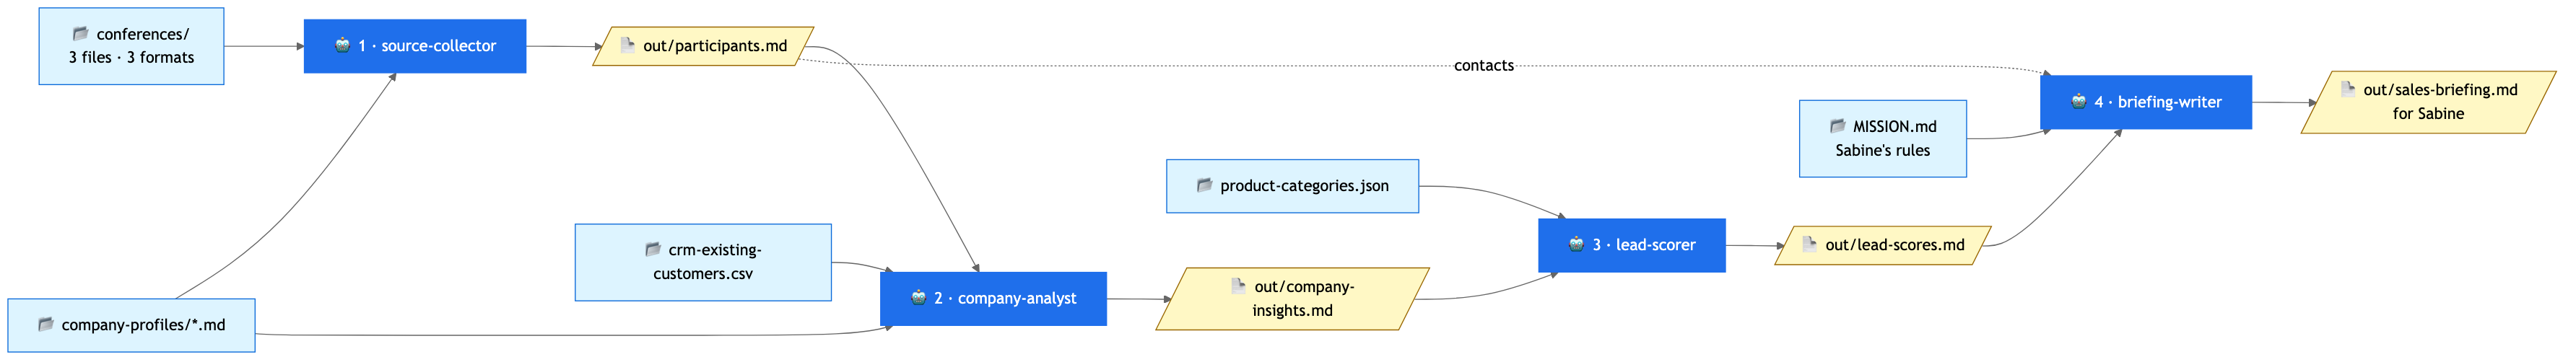 conferences/
3 files · 3 formats
1 · source-collector
out/participants.md
contacts
4 · briefing-writer
out/sales-briefing.md
for Sabine
MISSION.md
Sabine's rules
product-categories.json
crm-existing-
customers.csv
3 · lead-scorer
out/lead-scores.md
2 · company-analyst
out/company-
insights.md
company-profiles/*.md